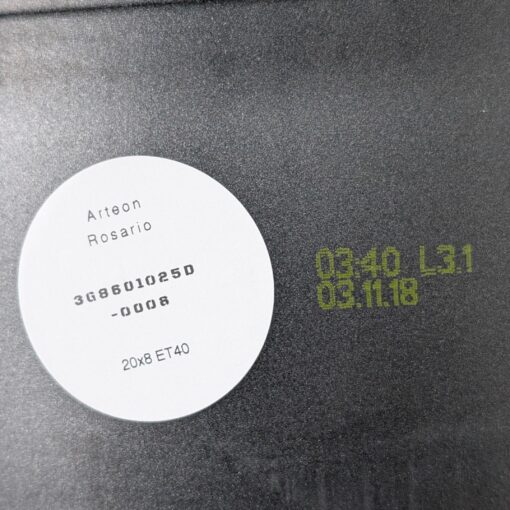 Arteon
Rosario
3G8601025D
-0008
20x8 ET40
03:40 L3.1
03.11.18